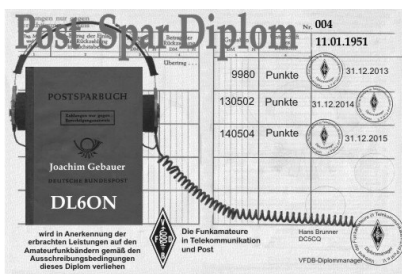 Post-Spar-Diplom
Nr. 004
11.01.1951
Übertrag
9980 Punkte 31.12.2013
130502 Punkte 31.12.2014
140504 Punkte 31.12.2015
POSTSPARBUCH
Joachim Gebauer
DEUTSCHE BUNDESPOST
DL6ON
wird in Anerkennung der
erbrachten Leistungen auf den
Amateurfunkbändern gemäß den
Ausschreibungsbedingungen
dieses Diplom verliehen
Die Funkamateure
in Telekommunikation
und Post
Hans Brunner
DC5CQ
VFDB-Diplommanager